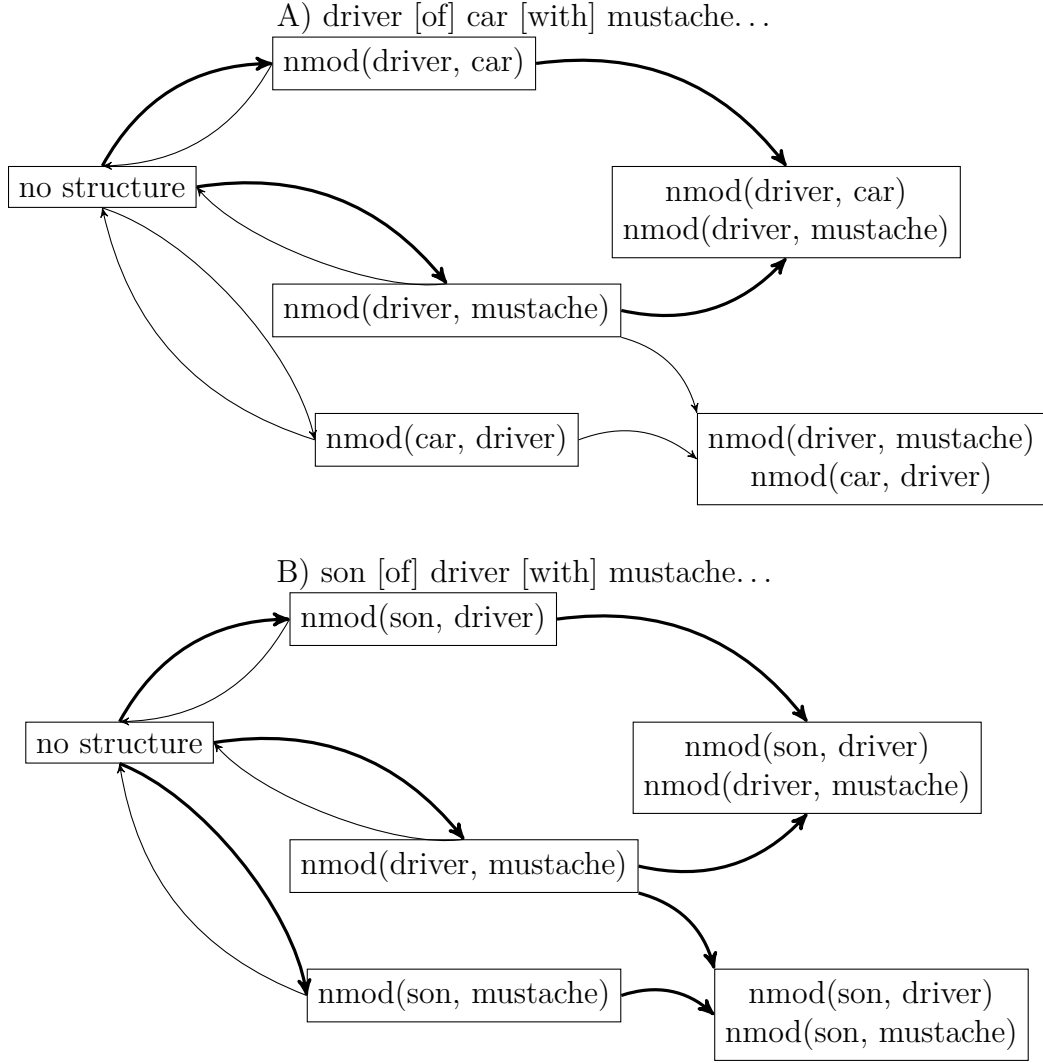 A) driver [of] car [with] mustache...
nmod(driver, car)
no structure
nmod(driver, car)
nmod(driver, mustache)
nmod(driver, mustache)
nmod(car, driver)
nmod(driver, mustache)
nmod(car, driver)
B) son [of] driver [with] mustache...
nmod(son, driver)
no structure
nmod(son, driver)
nmod(driver, mustache)
nmod(driver, mustache)
nmod(son, mustache)
nmod(son, driver)
nmod(son, mustache)